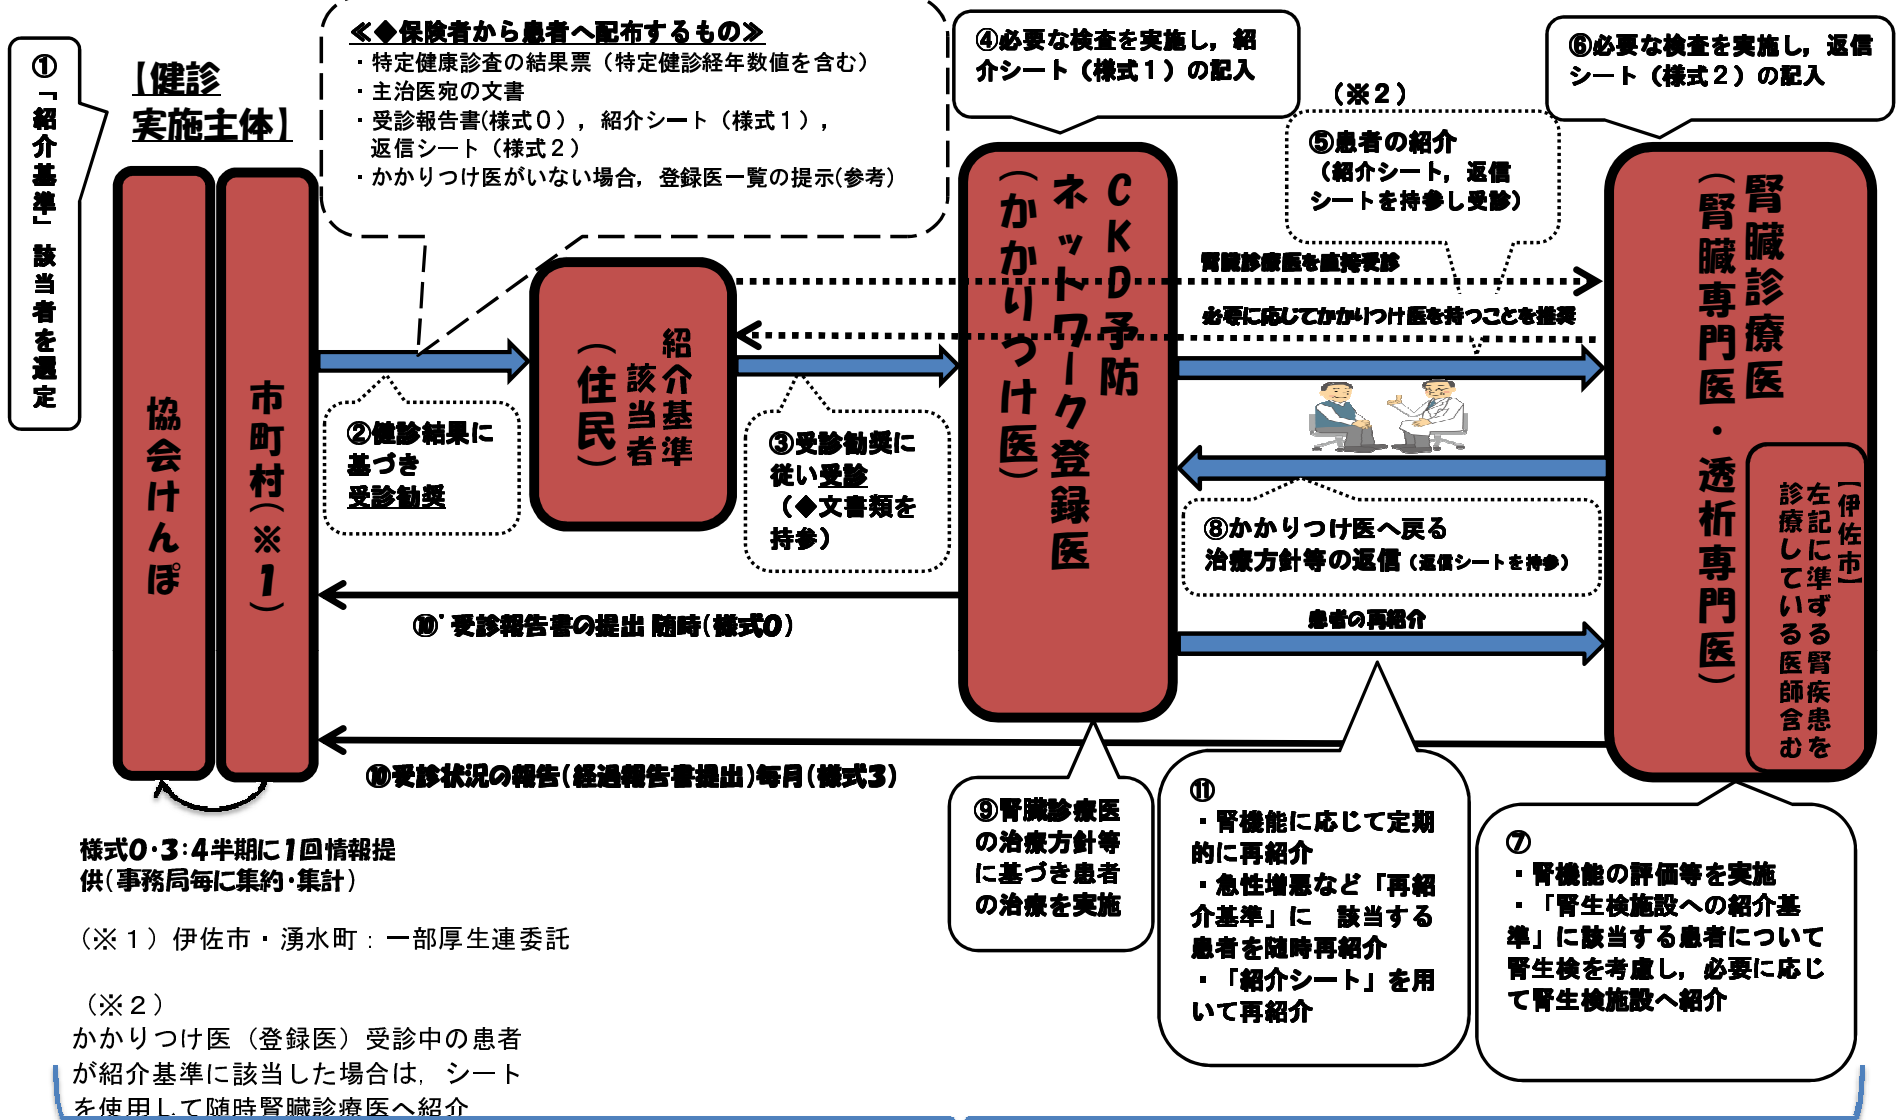 ①「紹介基準」該当者を選定
【健診
実施主体】
≪◆保険者から患者へ配布するもの≫
・特定健康診査の結果票（特定健診経年数値を含む）
・主治医宛の文書
・受診報告書(様式０），紹介シート（様式１），
返信シート（様式２）
・かかりつけ医がいない場合，登録医一覧の提示(参考)
④必要な検査を実施し，紹
介シート（様式１）の記入
（※２）
⑤患者の紹介
（紹介シート，返信
シートを持参し受診）
⑥必要な検査を実施し，返信
シート（様式２）の記入
協会けんぽ
市町村（※１）
紹介基準
該当者
（住民）
CKD予防
ネットワーク登録医
（かかりつけ医）
腎臓診療医
（腎臓専門医・透析専門医）
【伊佐市】
左記に準ずる腎疾患を
診療している医師含む
腎臓診療医を直接受診
必要に応じてかかりつけ医を持つことを推奨
②健診結果に
基づき
受診勧奨
③受診勧奨に
従い受診
（◆文書類を
持参）
⑧かかりつけ医へ戻る
治療方針等の返信（返信シートを持参）
⑩’受診報告書の提出 随時（様式0）
患者の再紹介
⑩受診状況の報告（経過報告書提出）毎月（様式3）
⑨腎臓診療医
の治療方針等
に基づき患者
の治療を実施
⑪
・腎機能に応じて定期
的に再紹介
・急性増悪など「再紹
介基準」に　該当する
患者を随時再紹介
・「紹介シート」を用
いて再紹介
⑦
・腎機能の評価等を実施
・「腎生検施設への紹介基
準」に該当する患者について
腎生検を考慮し，必要に応じ
て腎生検施設へ紹介
様式0・3：4半期に1回情報提
供（事務局毎に集約・集計）
（※１）伊佐市・湧水町：一部厚生連委託
（※２）
かかりつけ医（登録医）受診中の患者
が紹介基準に該当した場合は，シート
を使用して随時腎臓診療医へ紹介